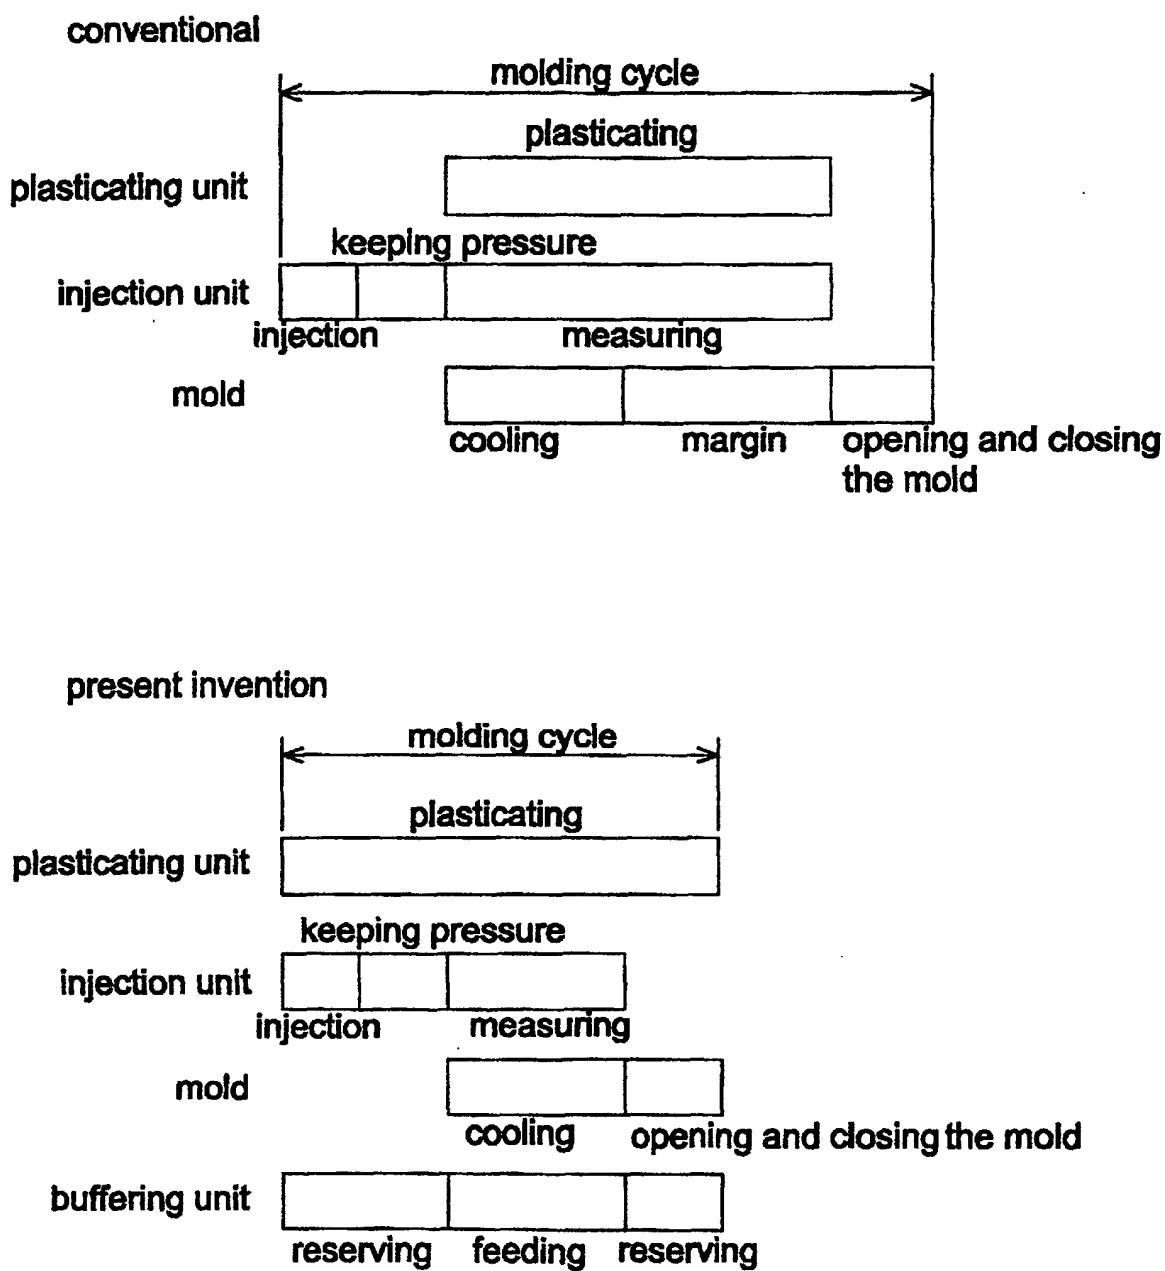 conventional
molding cycle
plasticating
plasticating unit
keeping pressure
injection unit
injection
measuring
mold
cooling
margin
opening and closing
the mold
present invention
molding cycle
plasticating
plasticating unit
keeping pressure
injection unit
injection
measuring
mold
cooling
opening and closing the mold
buffering unit
reserving
feeding
reserving